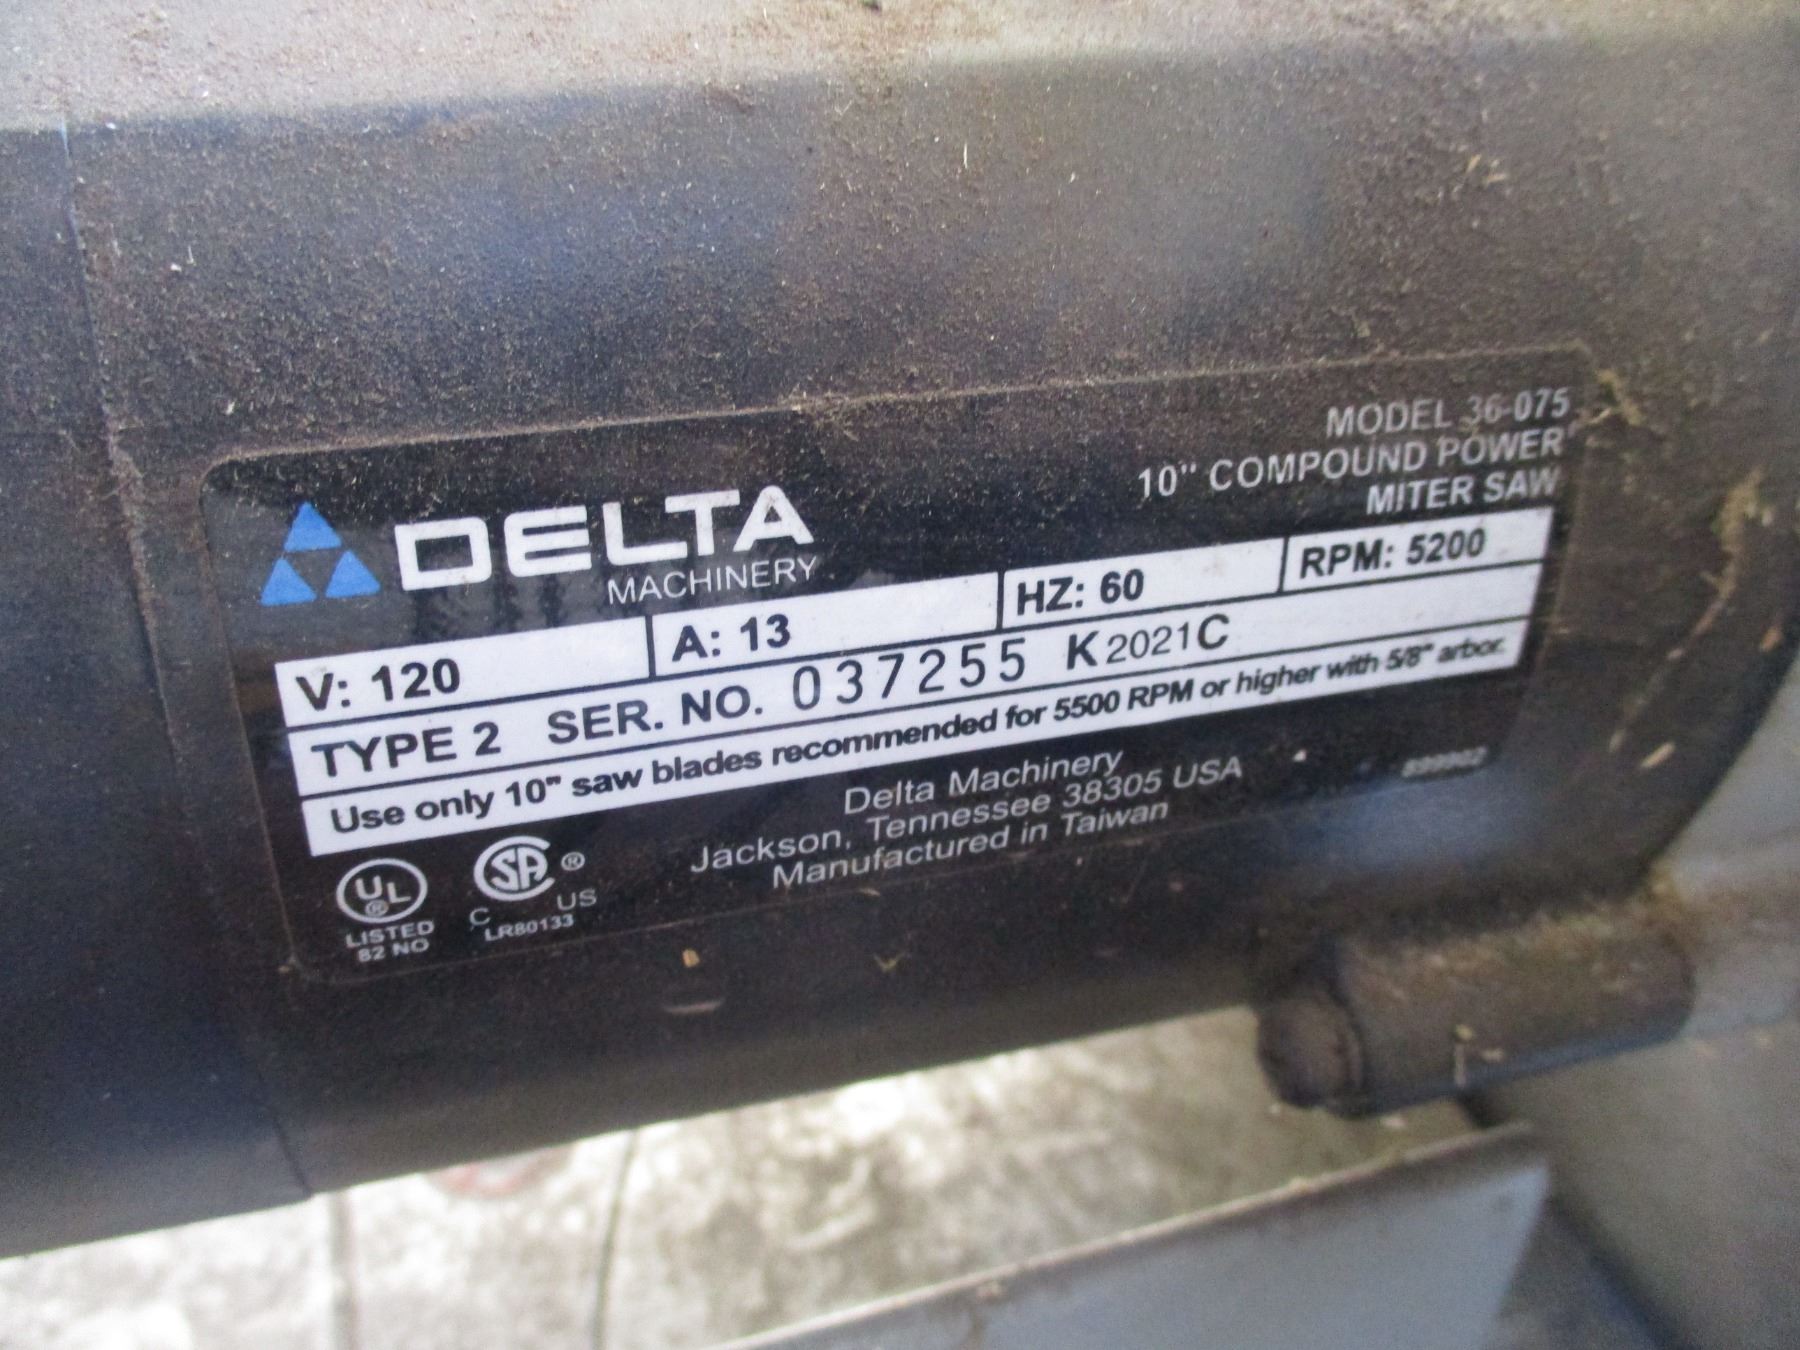 MODEL 36-075
10" COMPOUND POWER
MITER SAW
DELTA
MACHINERY
V: 120 A: 13 HZ: 60 RPM: 5200
TYPE 2 SER. NO. 037255 K2021C
Use only 10" saw blades recommended for 5500 RPM or higher with 5/8" arbor.
Delta Machinery
Jackson, Tennessee 38305 USA
Manufactured in Taiwan
UL ®
LISTED
82 NO
SA ®
C US
LR80133